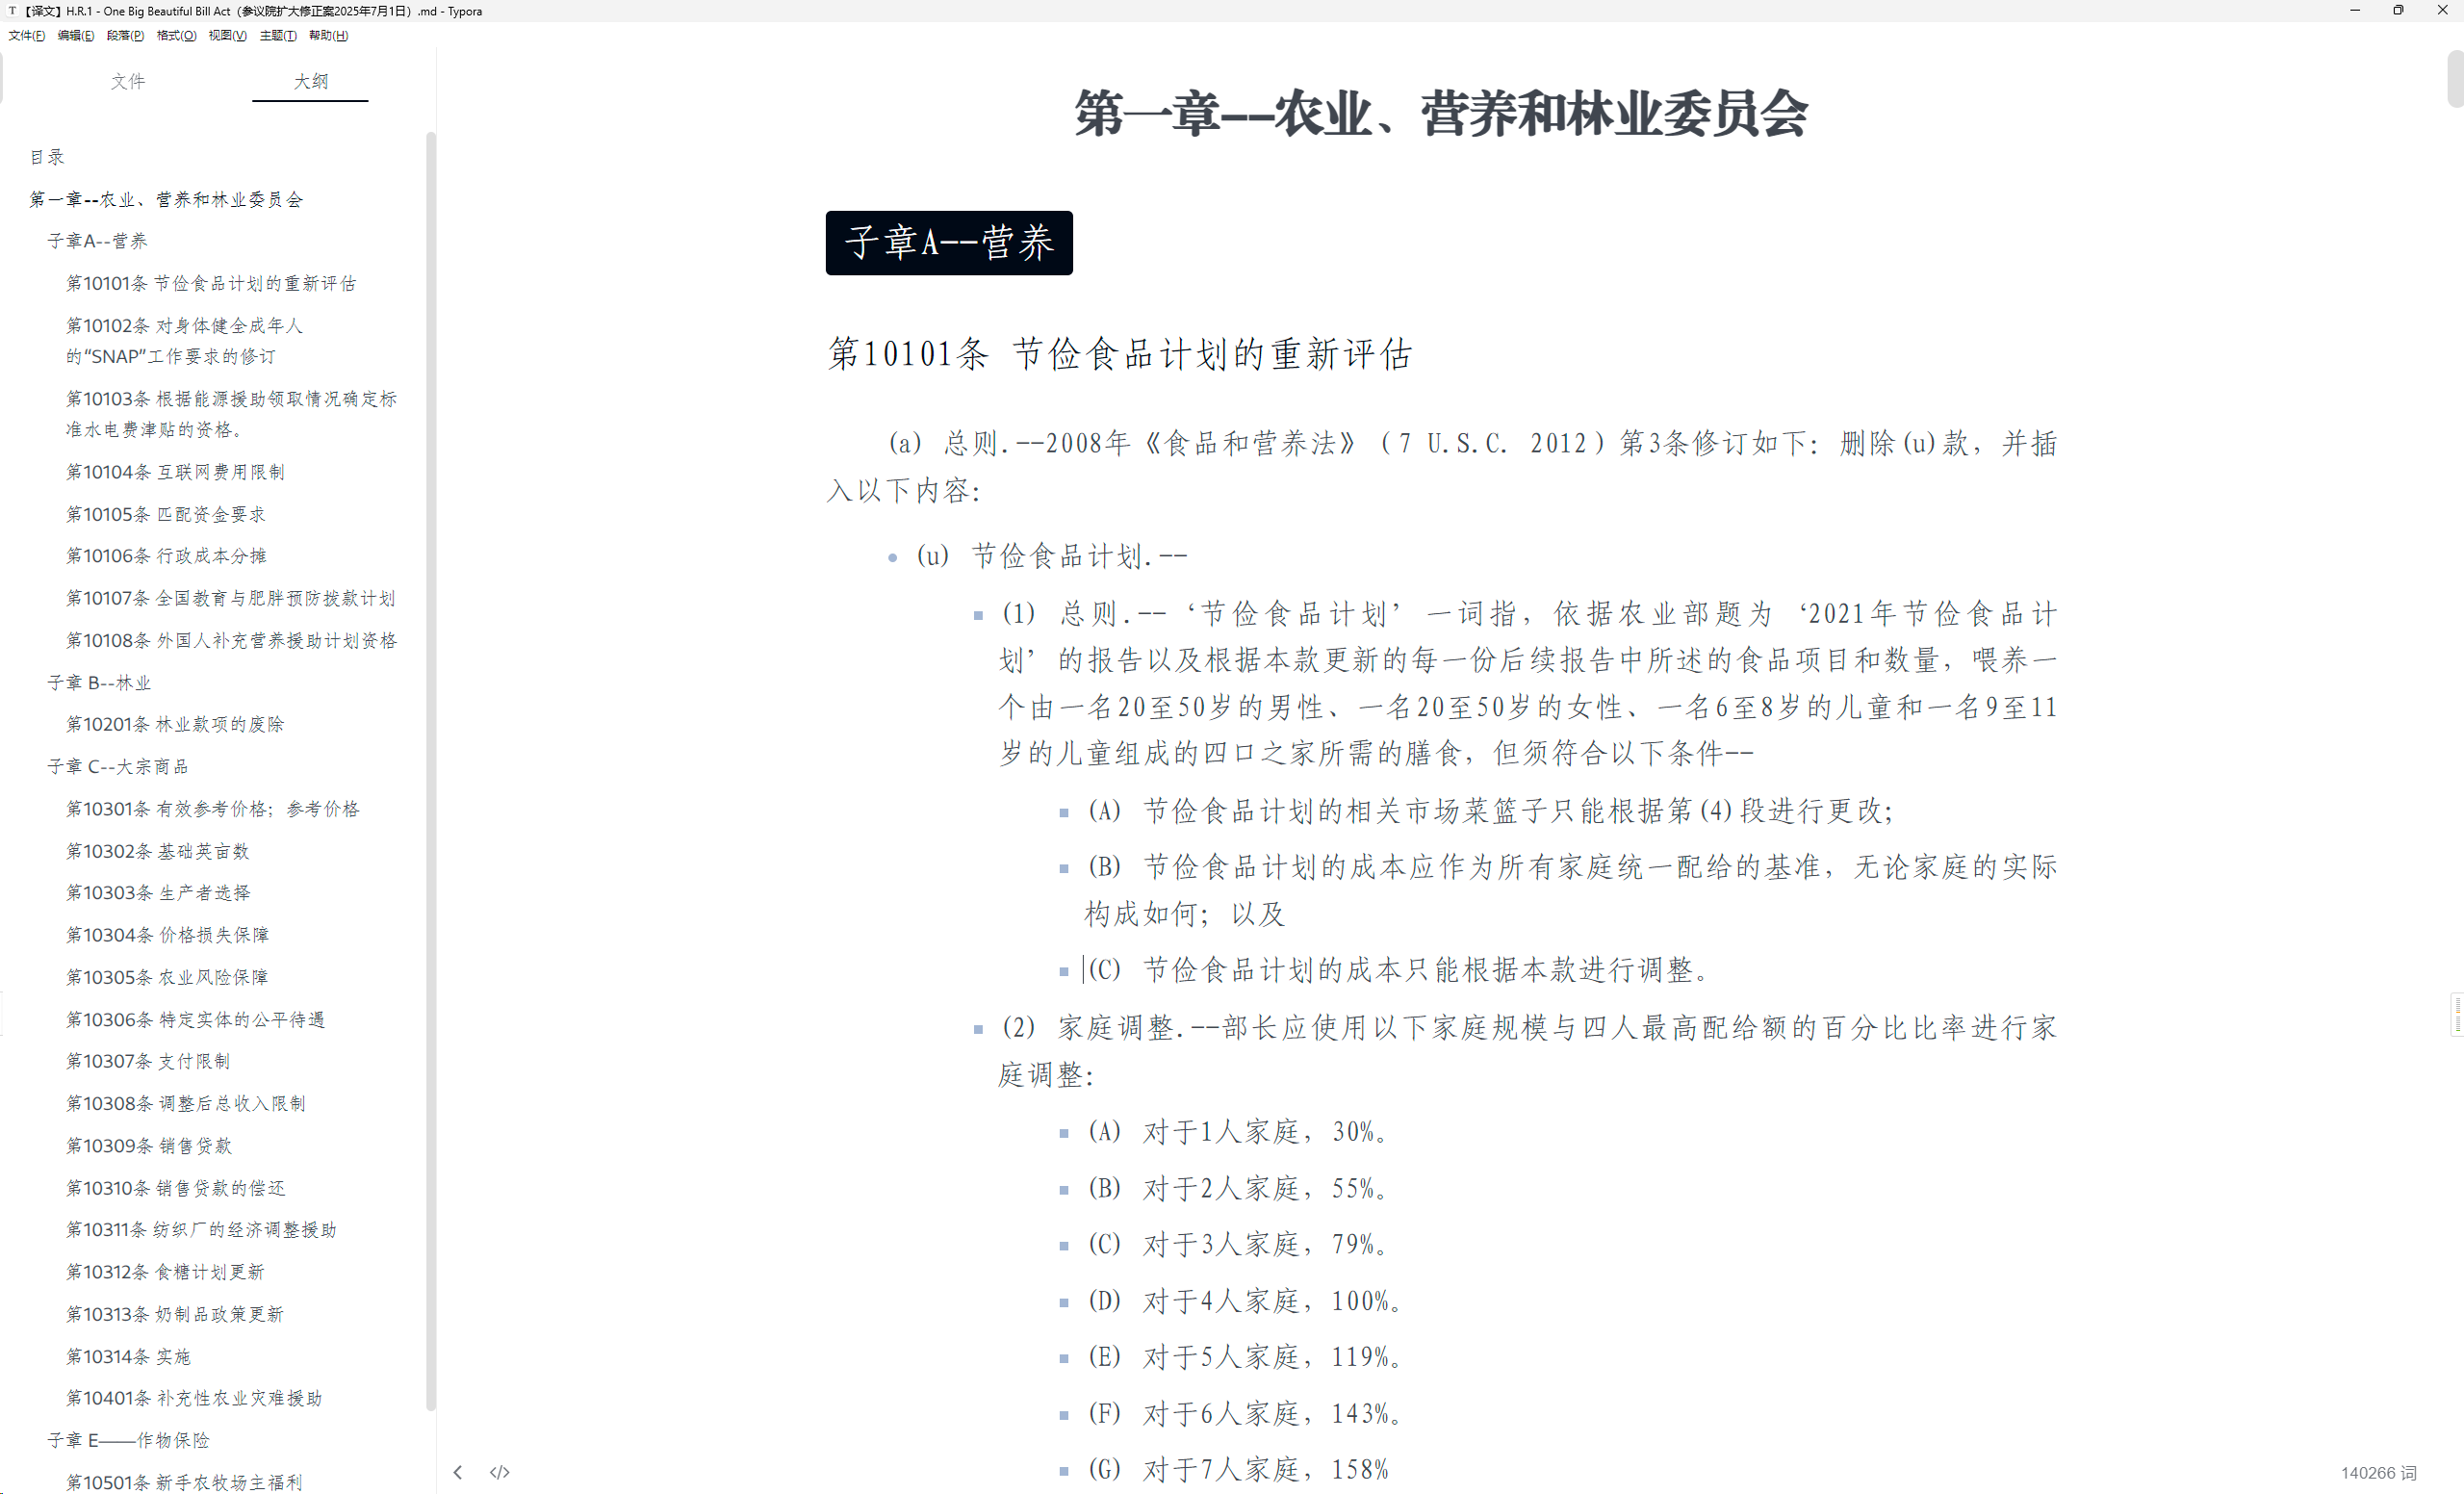 【译文】H.R.1 - One Big Beautiful Bill Act（参议院扩大修正案2025年7月1日）.md - Typora
文件(F) 编辑(E) 段落(P) 格式(O) 视图(V) 主题(T) 帮助(H)
文件 大纲
目录
第一章--农业、营养和林业委员会
子章A--营养
第10101条 节俭食品计划的重新评估
第10102条 对身体健全成年人
的“SNAP”工作要求的修订
第10103条 根据能源援助领取情况确定标
准水电费津贴的资格。
第10104条 互联网费用限制
第10105条 匹配资金要求
第10106条 行政成本分摊
第10107条 全国教育与肥胖预防拨款计划
第10108条 外国人补充营养援助计划资格
子章 B--林业
第10201条 林业款项的废除
子章 C--大宗商品
第10301条 有效参考价格；参考价格
第10302条 基础英亩数
第10303条 生产者选择
第10304条 价格损失保障
第10305条 农业风险保障
第10306条 特定实体的公平待遇
第10307条 支付限制
第10308条 调整后总收入限制
第10309条 销售贷款
第10310条 销售贷款的偿还
第10311条 纺织厂的经济调整援助
第10312条 食糖计划更新
第10313条 奶制品政策更新
第10314条 实施
第10401条 补充性农业灾难援助
子章 E——作物保险
第10501条 新手农牧场主福利
第一章--农业、营养和林业委员会
子章A--营养
第10101条 节俭食品计划的重新评估
(a) 总则.--2008年《食品和营养法》（7 U.S.C. 2012）第3条修订如下：删除(u)款，并插
入以下内容：
(u) 节俭食品计划.--
(1) 总则.--‘节俭食品计划’一词指，依据农业部题为‘2021年节俭食品计
划’的报告以及根据本款更新的每一份后续报告中所述的食品项目和数量，喂养一
个由一名20至50岁的男性、一名20至50岁的女性、一名6至8岁的儿童和一名9至11
岁的儿童组成的四口之家所需的膳食，但须符合以下条件--
(A) 节俭食品计划的相关市场菜篮子只能根据第(4)段进行更改；
(B) 节俭食品计划的成本应作为所有家庭统一配给的基准，无论家庭的实际
构成如何；以及
(C) 节俭食品计划的成本只能根据本款进行调整。
(2) 家庭调整.--部长应使用以下家庭规模与四人最高配给额的百分比比率进行家
庭调整：
(A) 对于1人家庭，30%。
(B) 对于2人家庭，55%。
(C) 对于3人家庭，79%。
(D) 对于4人家庭，100%。
(E) 对于5人家庭，119%。
(F) 对于6人家庭，143%。
(G) 对于7人家庭，158%
140266 词